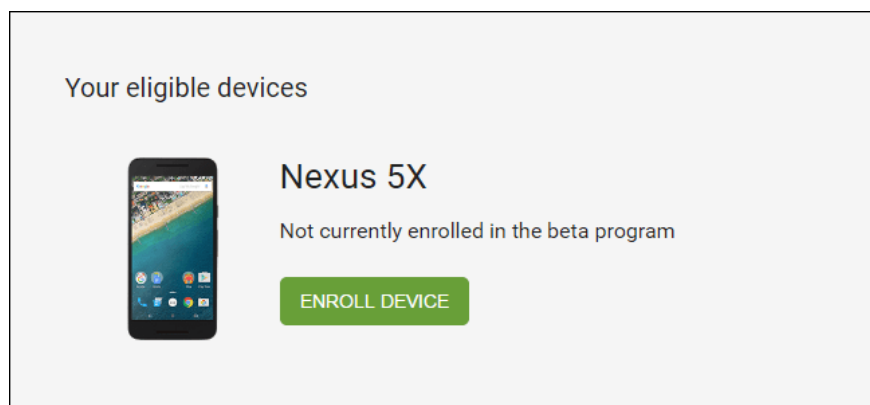 Your eligible devices
Nexus 5X
Not currently enrolled in the beta program
ENROLL DEVICE